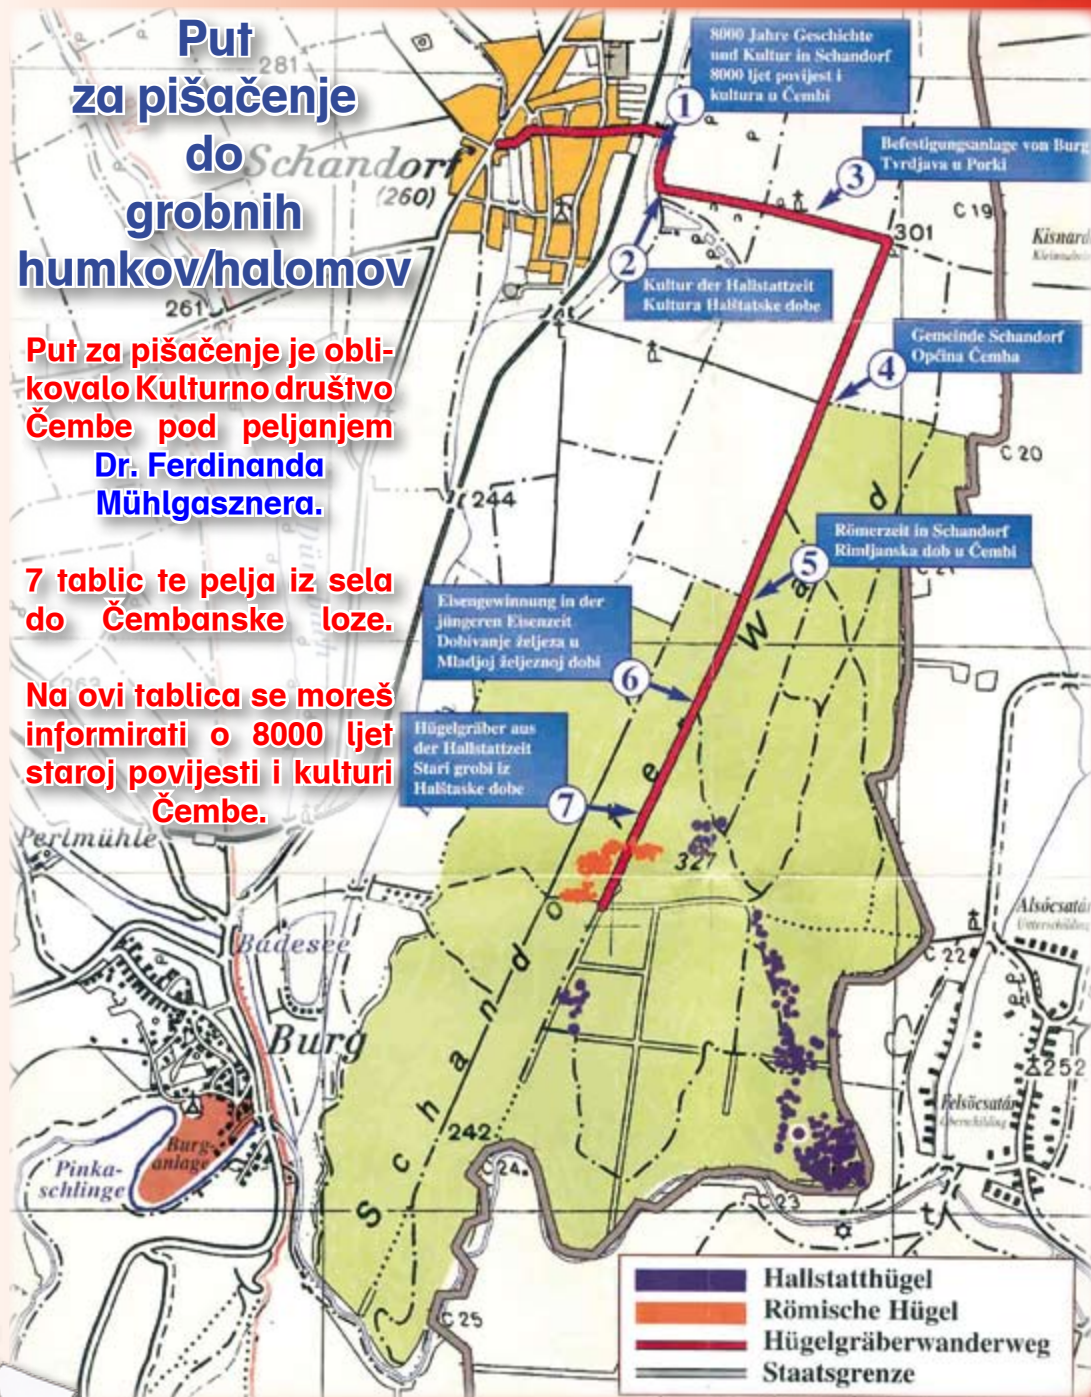 Put
za pišačenje
do
grobnih
humkov/halomov
Put za pišačenje je obli-
kovalo Kulturno društvo
Čembe pod peljanjem
Dr. Ferdinanda
Mühlgasznera.
7 tablic te pelja iz sela
do Čembanske loze.
Na ovi tablica se moreš
informirati o 8000 ljet
staroj povijesti i kulturi
Čembe.
281
Schandorf
(260)
261
8000 Jahre Geschichte
und Kultur in Schandorf
8000 ljet povijest i
kultura u Čembi
1
Befestigungsanlage von Burg
Tvrdjava u Porki
3
C 19
301
2
Kultur der Hallstattzeit
Kultura Halštatske dobe
Gemeinde Schandorf
Općina Čemba
4
C 20
244
Römerzeit in Schandorf
Rimljanska dob u Čembi
5
Eisengewinnung in der
jüngeren Eisenzeit
Dobivanje željeza u
Mladjoj željeznoj dobi
6
263
Hügelgräber aus
der Hallstattzeit
Stari grobi iz
Halštaske dobe
7
Schandorfer Wald
327
Perlmühle
Badesee
Burg
Burg-
anlage
Pinka-
schlinge
242
C 22
252
Felsőcsatár
Oberschilding
C 24
C 23
C 25
Hallstatthügel
Römische Hügel
Hügelgräberwanderweg
Staatsgrenze